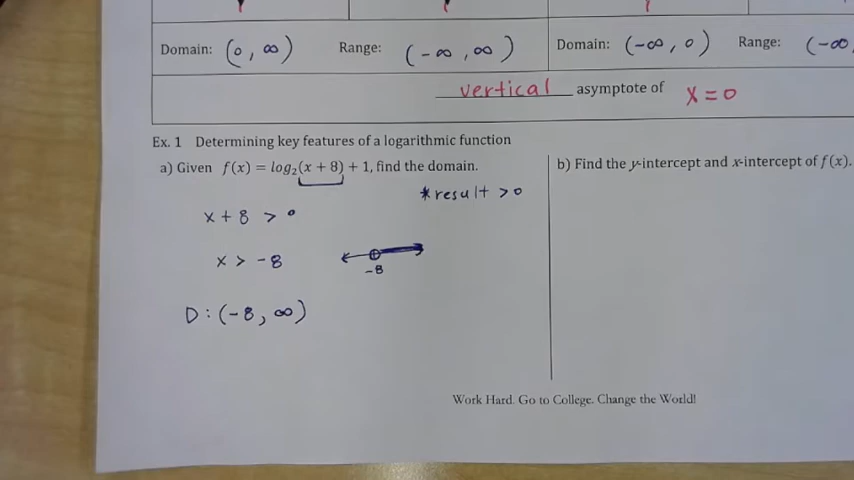 Domain: (0, ∞) Range: (-∞, ∞) Domain: (-∞, 0) Range: (-∞
vertical asymptote of x = 0
Ex. 1 Determining key features of a logarithmic function
a) Given f(x) = log₂(x + 8) + 1, find the domain.
*result > 0
x + 8 > 0
x > -8
-8
D: (-8, ∞)
b) Find the y-intercept and x-intercept of f(x).
Work Hard. Go to College. Change the World!